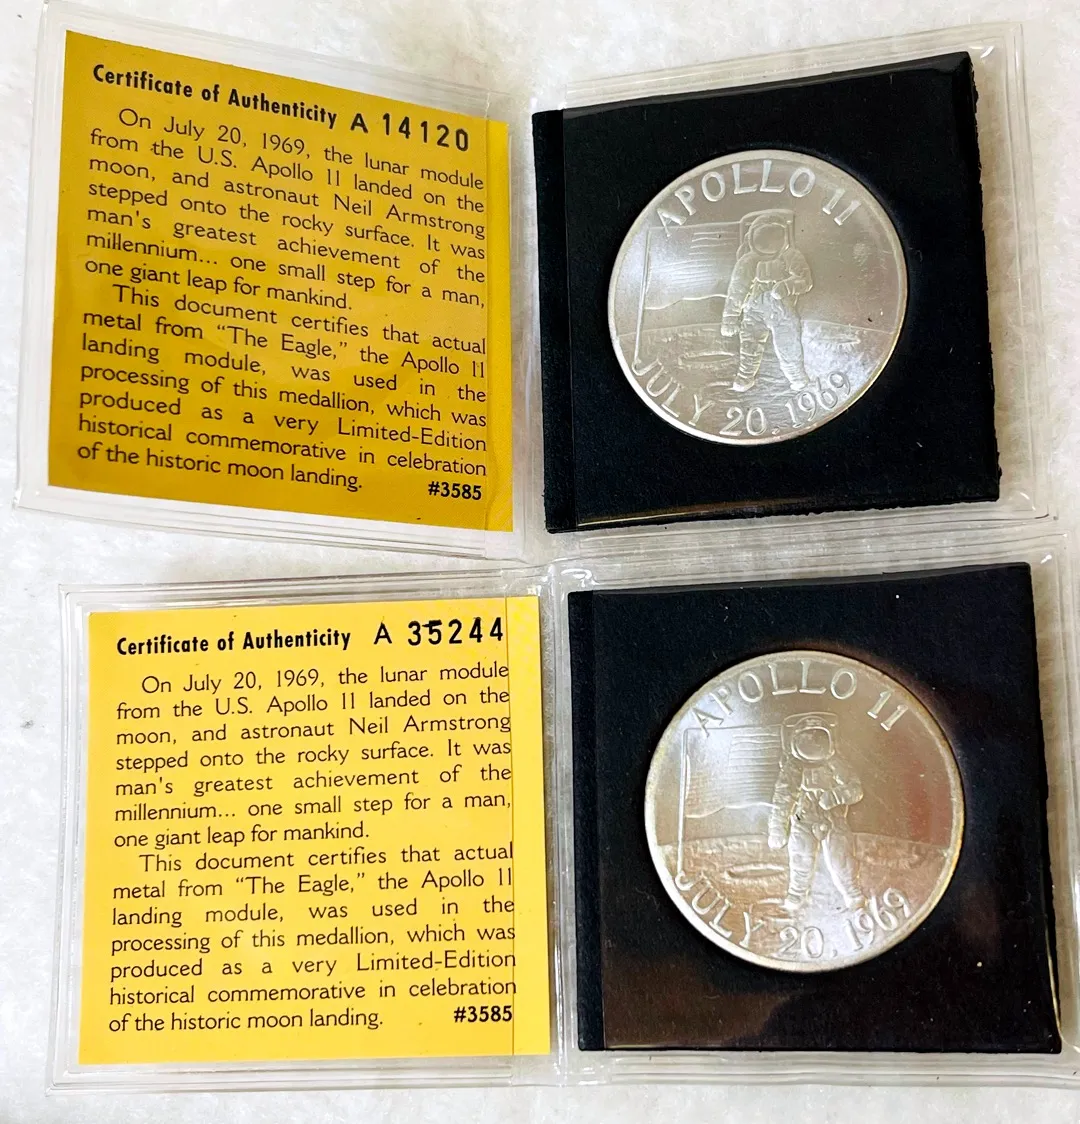 Certificate of Authenticity A 14120
On July 20, 1969, the lunar module
from the U.S. Apollo 11 landed on the
moon, and astronaut Neil Armstrong
stepped onto the rocky surface. It was
man's greatest achievement of the
millennium... one small step for a man,
one giant leap for mankind.
This document certifies that actual
metal from "The Eagle," the Apollo 11
landing module, was used in the
processing of this medallion, which was
produced as a very Limited-Edition
historical commemorative in celebration
of the historic moon landing.
#3585
APOLLO 11
JULY 20, 1969
Certificate of Authenticity A 35244
On July 20, 1969, the lunar module
from the U.S. Apollo 11 landed on the
moon, and astronaut Neil Armstrong
stepped onto the rocky surface. It was
man's greatest achievement of the
millennium... one small step for a man,
one giant leap for mankind.
This document certifies that actual
metal from "The Eagle," the Apollo 11
landing module, was used in the
processing of this medallion, which was
produced as a very Limited-Edition
historical commemorative in celebration
of the historic moon landing.
#3585
APOLLO 11
JULY 20, 1969